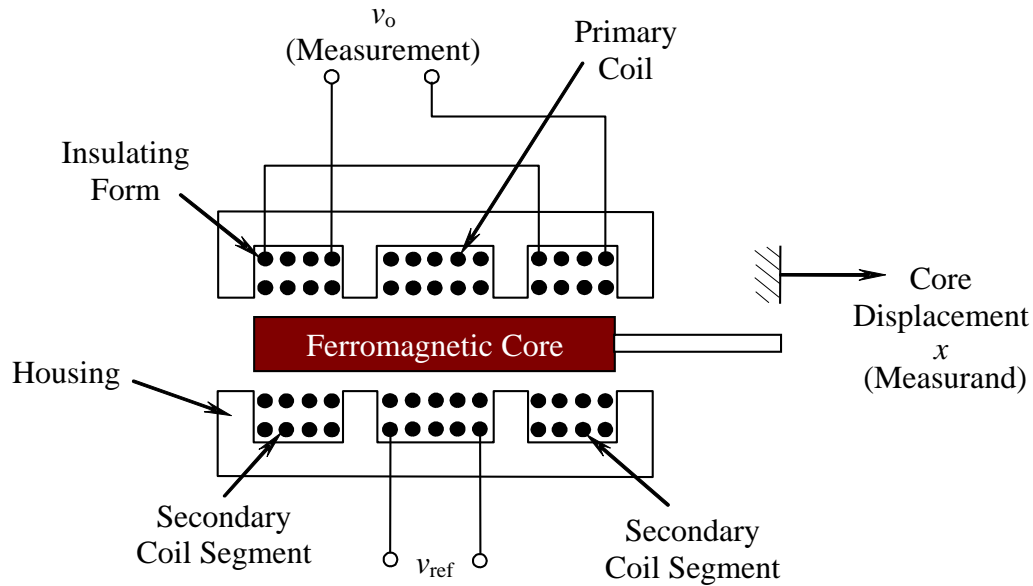 vo
(Measurement)
Primary
Coil
Insulating
Form
Ferromagnetic Core
Core
Displacement
x
(Measurand)
Housing
Secondary
Coil Segment
vref
Secondary
Coil Segment